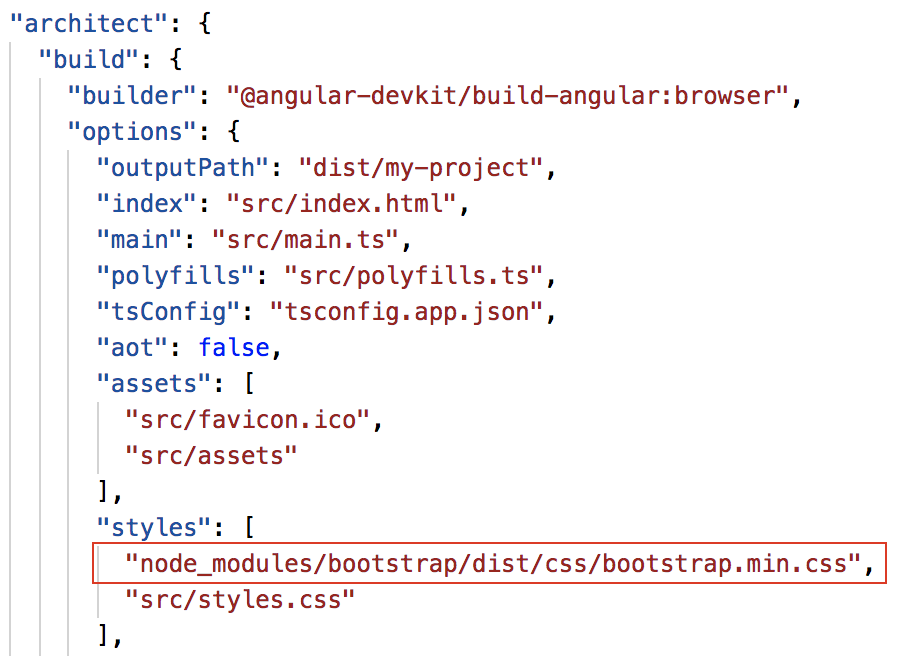 "architect": {
"build": {
"builder": "@angular-devkit/build-angular:browser",
"options": {
"outputPath": "dist/my-project",
"index": "src/index.html",
"main": "src/main.ts",
"polyfills": "src/polyfills.ts",
"tsConfig": "tsconfig.app.json",
"aot": false,
"assets": [
"src/favicon.ico",
"src/assets"
],
"styles": [
"node_modules/bootstrap/dist/css/bootstrap.min.css",
"src/styles.css"
],